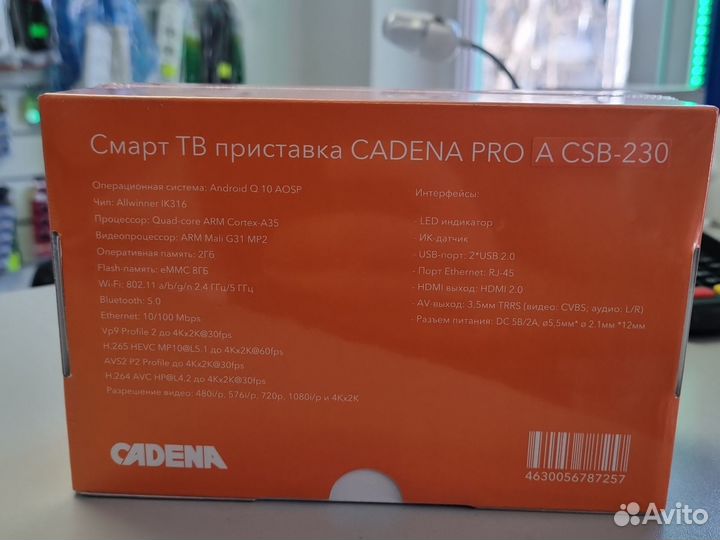 Смарт ТВ приставка CADENA PRO A CSB-230
Операционная система: Android Q 10 AOSP
Чип: Allwinner IK316
Процессор: Quad-core ARM Cortex-A35
Видеопроцессор: ARM Mali G31 MP2
Оперативная память: 2Гб
Flash-память: eMMC 8ГБ
Wi-Fi: 802.11 a/b/g/n 2.4 ГГц/5 ГГц
Bluetooth: 5.0
Ethernet: 10/100 Mbps
Vp9 Profile 2 до 4Kx2K@30fps
H.265 HEVC MP10@L5.1 до 4Kx2K@60fps
AVS2 P2 Profile до 4Kx2K@30fps
H.264 AVC HP@L4.2 до 4Kx2K@30fps
Разрешение видео: 480i/p, 576i/p, 720p, 1080i/p и 4Kx2K
Интерфейсы:
- LED индикатор
- ИК-датчик
- USB-порт: 2*USB 2.0
- Порт Ethernet: RJ-45
- HDMI выход: HDMI 2.0
- AV-выход: 3,5мм TRRS (видео: CVBS, аудио: L/R)
- Разъем питания: DC 5В/2А, ø5.5мм* ø 2.1мм *12мм
CADENA
4630056787257
Avito